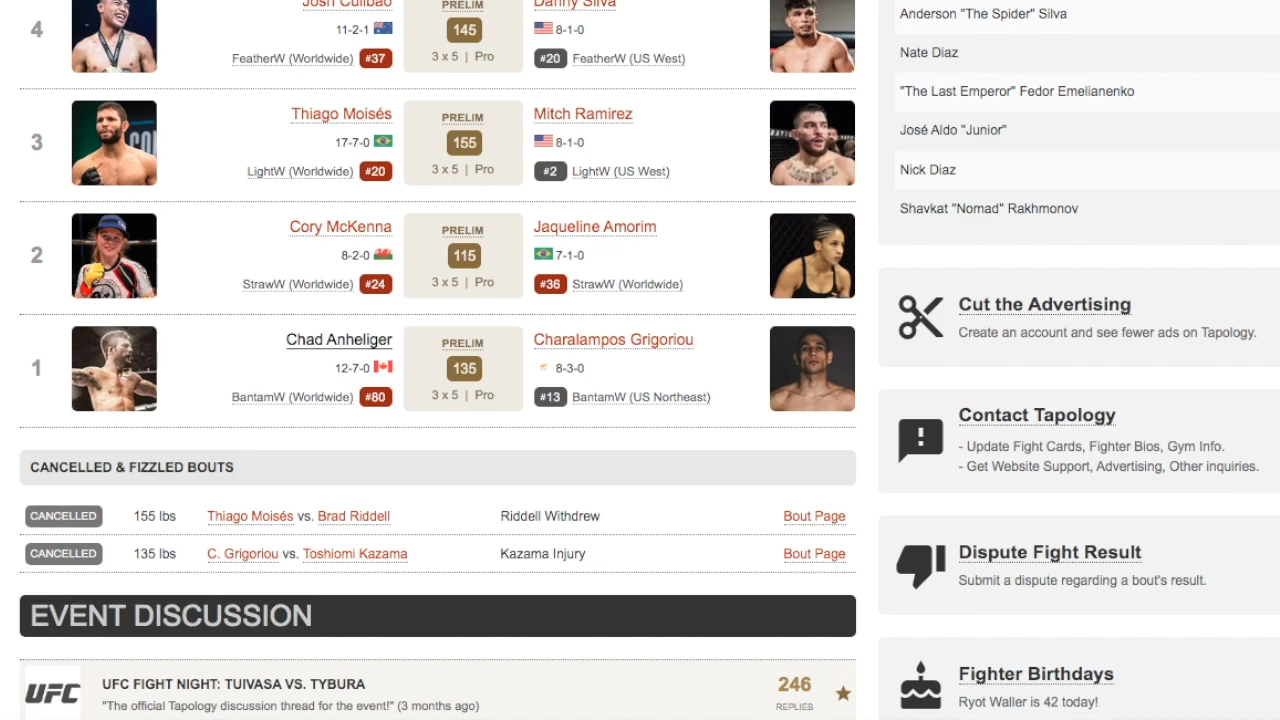 4
Josh Culibao
PRELIM
Danny Silva
11-2-1
145
8-1-0
FeatherW (Worldwide) #37
3 x 5 | Pro
#20 FeatherW (US West)
3
Thiago Moisés
PRELIM
Mitch Ramirez
17-7-0
155
8-1-0
LightW (Worldwide) #20
3 x 5 | Pro
#2 LightW (US West)
2
Cory McKenna
PRELIM
Jaqueline Amorim
8-2-0
115
7-1-0
StrawW (Worldwide) #24
3 x 5 | Pro
#36 StrawW (Worldwide)
1
Chad Anheliger
PRELIM
Charalampos Grigoriou
12-7-0
135
8-3-0
BantamW (Worldwide) #80
3 x 5 | Pro
#13 BantamW (US Northeast)
CANCELLED & FIZZLED BOUTS
CANCELLED 155 lbs Thiago Moisés vs. Brad Riddell Riddell Withdrew Bout Page
CANCELLED 135 lbs C. Grigoriou vs. Toshiomi Kazama Kazama Injury Bout Page
EVENT DISCUSSION
UFC
UFC FIGHT NIGHT: TUIVASA VS. TYBURA
"The official Tapology discussion thread for the event!" (3 months ago)
246
REPLIES
Anderson "The Spider" Silva
Nate Diaz
"The Last Emperor" Fedor Emelianenko
José Aldo "Junior"
Nick Diaz
Shavkat "Nomad" Rakhmonov
Cut the Advertising
Create an account and see fewer ads on Tapology.
Contact Tapology
- Update Fight Cards, Fighter Bios, Gym Info.
- Get Website Support, Advertising, Other inquiries.
Dispute Fight Result
Submit a dispute regarding a bout's result.
Fighter Birthdays
Ryot Waller is 42 today!